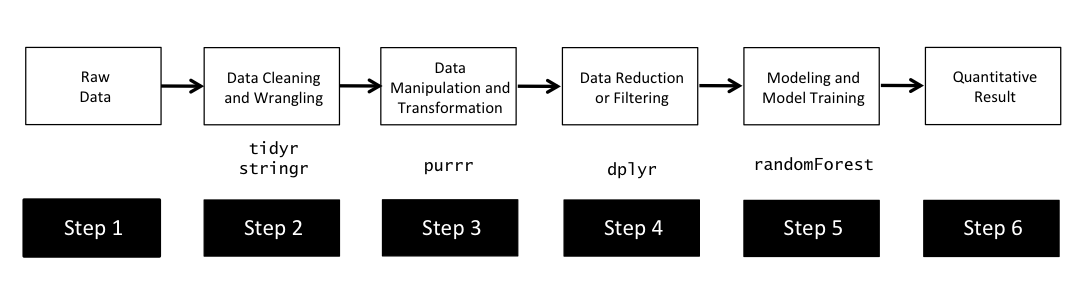 Raw
Data
Data Cleaning
and Wrangling
Data
Manipulation and
Transformation
Data Reduction
or Filtering
Modeling and
Model Training
Quantitative
Result
tidyr
stringr
purrr
dplyr
randomForest
Step 1
Step 2
Step 3
Step 4
Step 5
Step 6